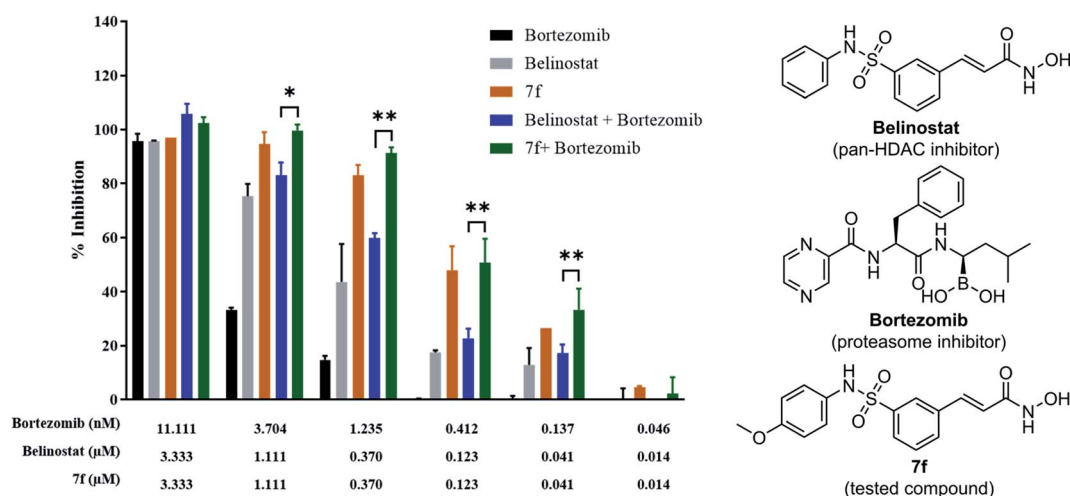 % Inhibition
140
120
100
80
60
40
20
0
Bortezomib
Belinostat
7f
Belinostat + Bortezomib
7f+ Bortezomib
*
**
**
**
Bortezomib (nM) 11.111 3.704 1.235 0.412 0.137 0.046
Belinostat (μM) 3.333 1.111 0.370 0.123 0.041 0.014
7f (μM) 3.333 1.111 0.370 0.123 0.041 0.014
H
N
O
S
O
O
N
H
OH
Belinostat
(pan-HDAC inhibitor)
N
N
O
N
H
O
H
N
B
HO
OH
Bortezomib
(proteasome inhibitor)
O
H
N
O
S
O
O
N
H
OH
7f
(tested compound)